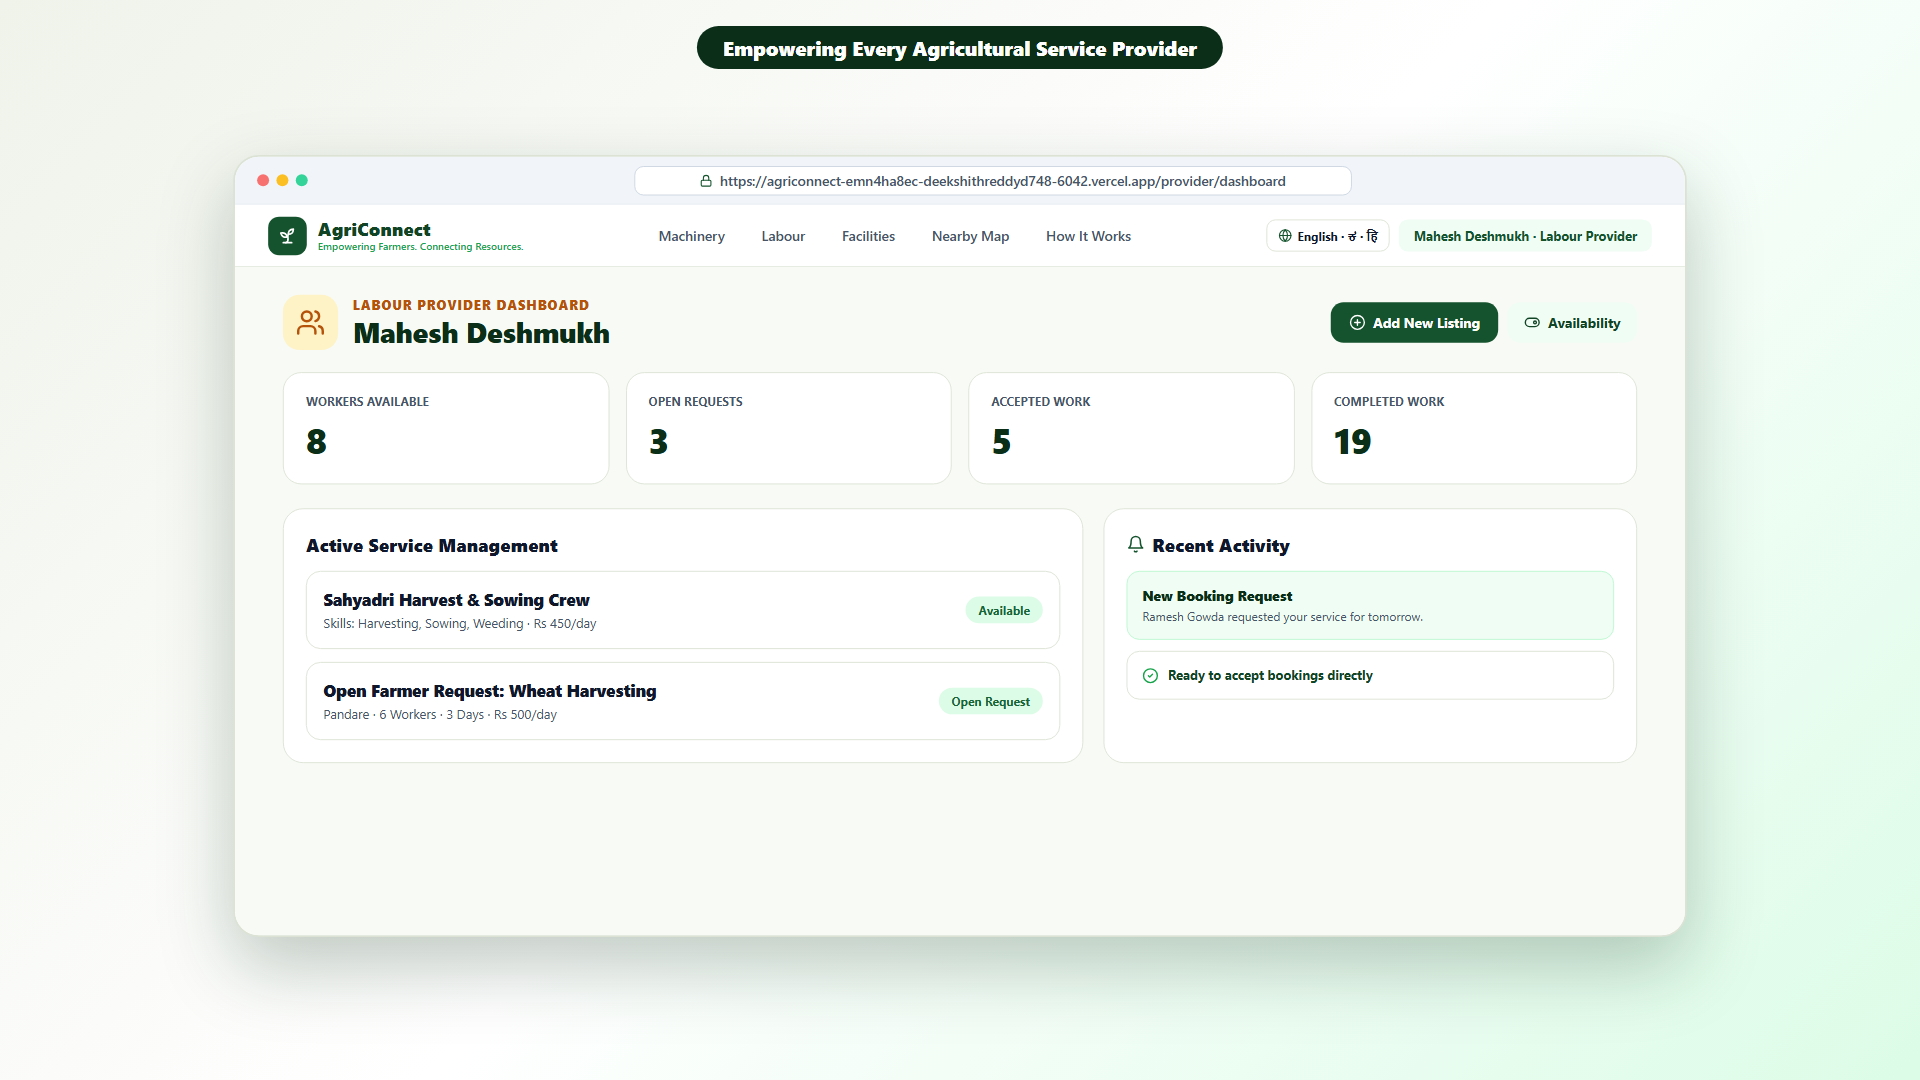 Empowering Every Agricultural Service Provider
https://agriconnect-emn4ha8ec-deekshithreddyd748-6042.vercel.app/provider/dashboard
AgriConnect
Empowering Farmers. Connecting Resources.
Machinery
Labour
Facilities
Nearby Map
How It Works
English · ಕ · हि
Mahesh Deshmukh · Labour Provider
LABOUR PROVIDER DASHBOARD
Mahesh Deshmukh
Add New Listing
Availability
WORKERS AVAILABLE
8
OPEN REQUESTS
3
ACCEPTED WORK
5
COMPLETED WORK
19
Active Service Management
Sahyadri Harvest & Sowing Crew
Skills: Harvesting, Sowing, Weeding · Rs 450/day
Available
Open Farmer Request: Wheat Harvesting
Pandare · 6 Workers · 3 Days · Rs 500/day
Open Request
Recent Activity
New Booking Request
Ramesh Gowda requested your service for tomorrow.
Ready to accept bookings directly